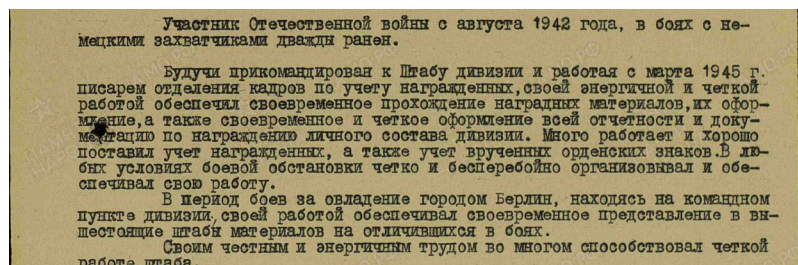 Участник Отечественной войны с августа 1942 года, в боях с не-
мецкими захватчиками дважды ранен.
Будучи прикомандирован к Штабу дивизии и работая с марта 1945 г.
писарем отделения кадров по учету награжденных,своей энергичной и четкой
работой обеспечил своевременное прохождение наградных материалов,их офор-
мление,а также своевременное и четкое оформление всей отчетности и доку-
ментацию по награждению личного состава дивизии. Много работает и хорошо
поставил учет награжденных, а также учет врученных орденских знаков.В лю-
бых условиях боевой обстановки четко и бесперебойно организовывал и обе-
спечивал свою работу.
В период боев за овладение городом Берлин, находясь на командном
пункте дивизии,своей работой обеспечивал своевременное представление в вы-
шестоящие штабы материалов на отличившихся в боях.
Своим честным и энергичным трудом во многом способствовал четкой
работе штаба.